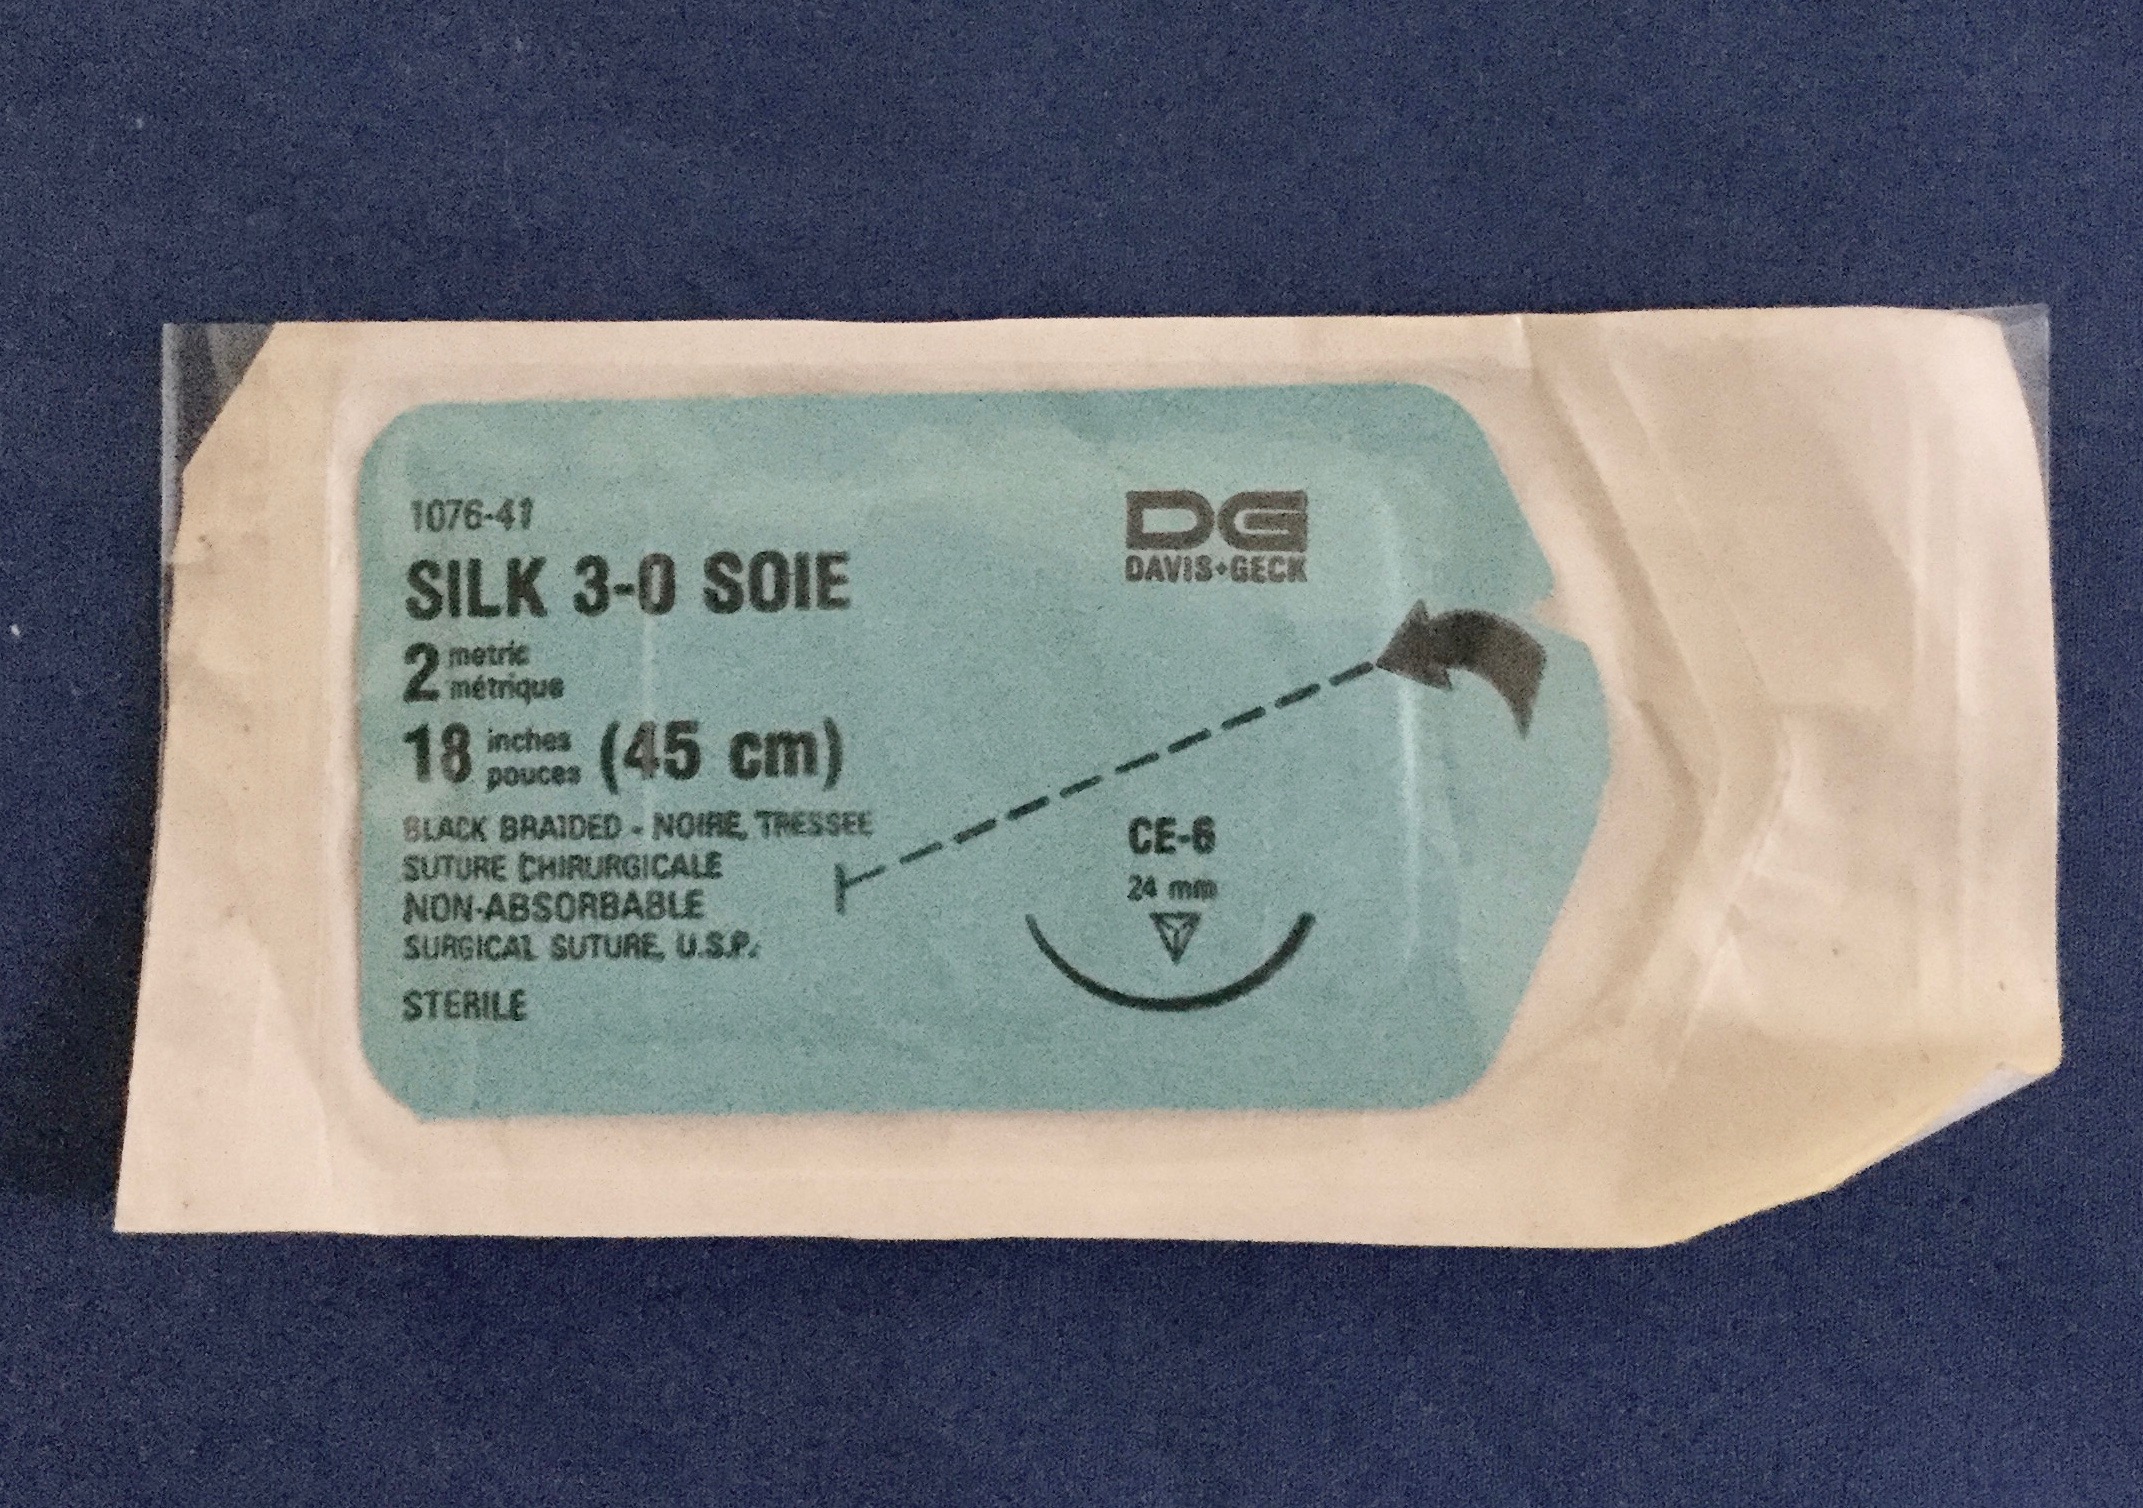 1076-41
SILK 3-0 SOIE
2 metric
métrique
18 inches (45 cm)
pouces
BLACK BRAIDED - NOIRE, TRESSEE
SUTURE CHIRURGICALE
NON-ABSORBABLE
SURGICAL SUTURE, U.S.P.
STERILE
DG
DAVIS+GECK
CE-6
24 mm